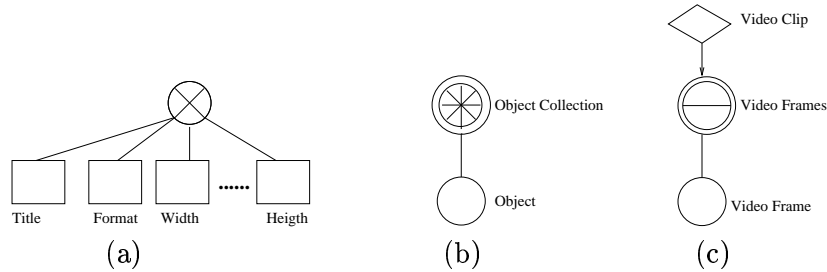 Title
Format
Width
......
Heigth
(a)
Object Collection
Object
(b)
Video Clip
Video Frames
Video Frame
(c)